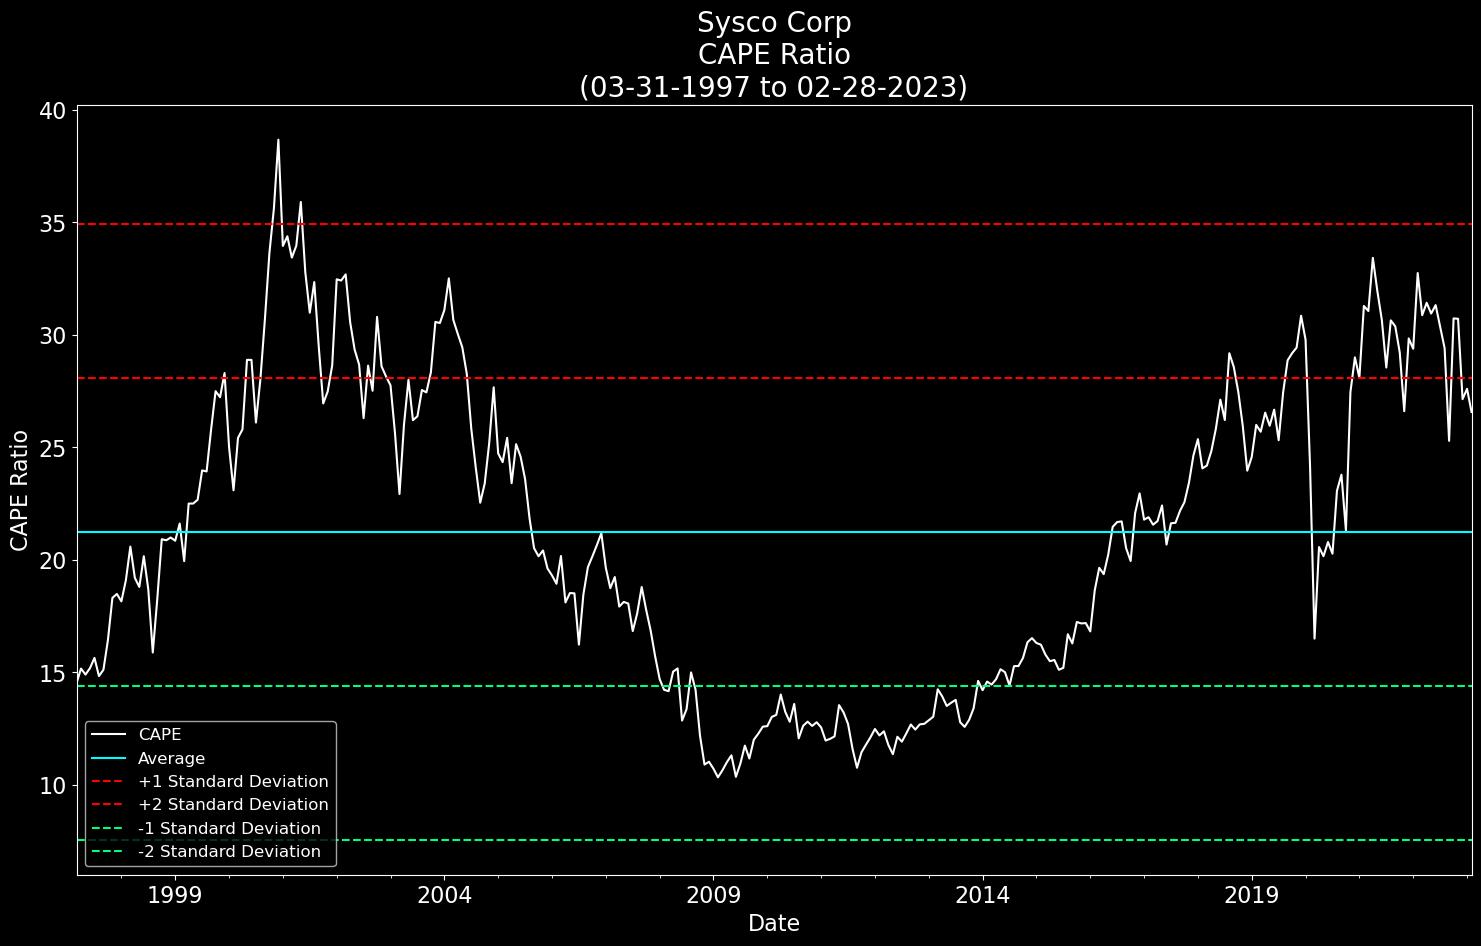 Sysco Corp
CAPE Ratio
(03-31-1997 to 02-28-2023)
40
35
30
25
20
15
10
CAPE Ratio
CAPE
Average
+1 Standard Deviation
+2 Standard Deviation
-1 Standard Deviation
-2 Standard Deviation
1999 2004 2009 2014 2019
Date